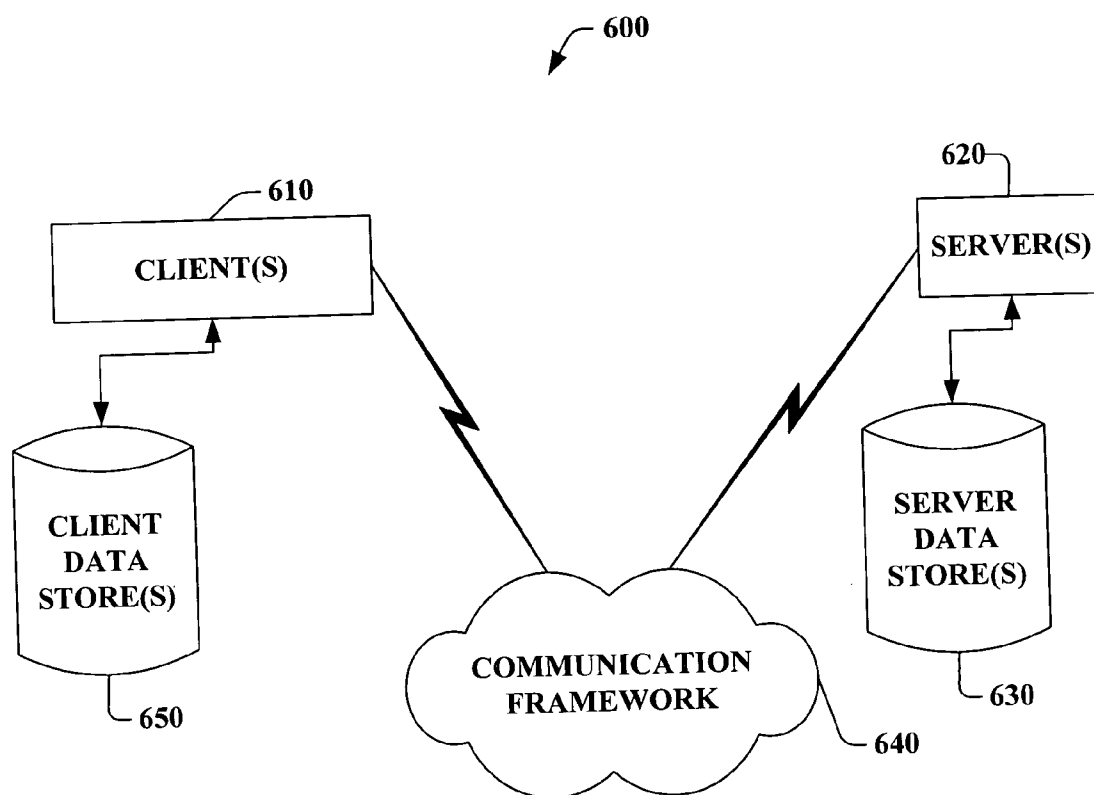 600
610
620
CLIENT(S)
SERVER(S)
CLIENT
DATA
STORE(S)
SERVER
DATA
STORE(S)
COMMUNICATION
FRAMEWORK
650
630
640